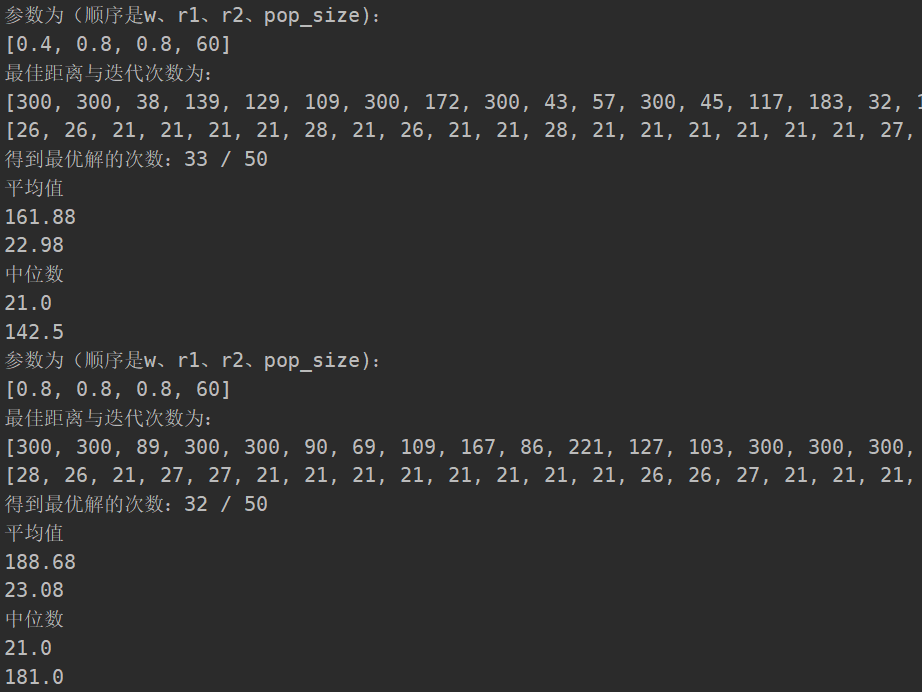 参数为（顺序是w、r1、r2、pop_size）：
[0.4, 0.8, 0.8, 60]
最佳距离与迭代次数为：
[300, 300, 38, 139, 129, 109, 300, 172, 300, 43, 57, 300, 45, 117, 183, 32,
[26, 26, 21, 21, 21, 21, 28, 21, 26, 21, 21, 28, 21, 21, 21, 21, 21, 21, 27,
得到最优解的次数：33 / 50
平均值
161.88
22.98
中位数
21.0
142.5
参数为（顺序是w、r1、r2、pop_size）：
[0.8, 0.8, 0.8, 60]
最佳距离与迭代次数为：
[300, 300, 89, 300, 300, 90, 69, 109, 167, 86, 221, 127, 103, 300, 300, 300,
[28, 26, 21, 27, 27, 21, 21, 21, 21, 21, 21, 21, 21, 26, 26, 27, 21, 21, 21,
得到最优解的次数：32 / 50
平均值
188.68
23.08
中位数
21.0
181.0